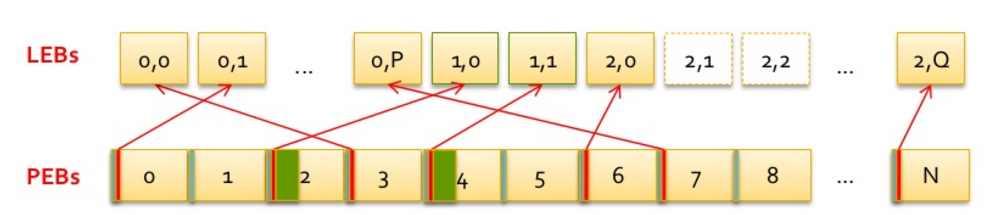 LEBs 0,0 0,1 ... 0,P 1,0 1,1 2,0 2,1 2,2 ... 2,Q
PEBs 0 1 2 3 4 5 6 7 8 ... N